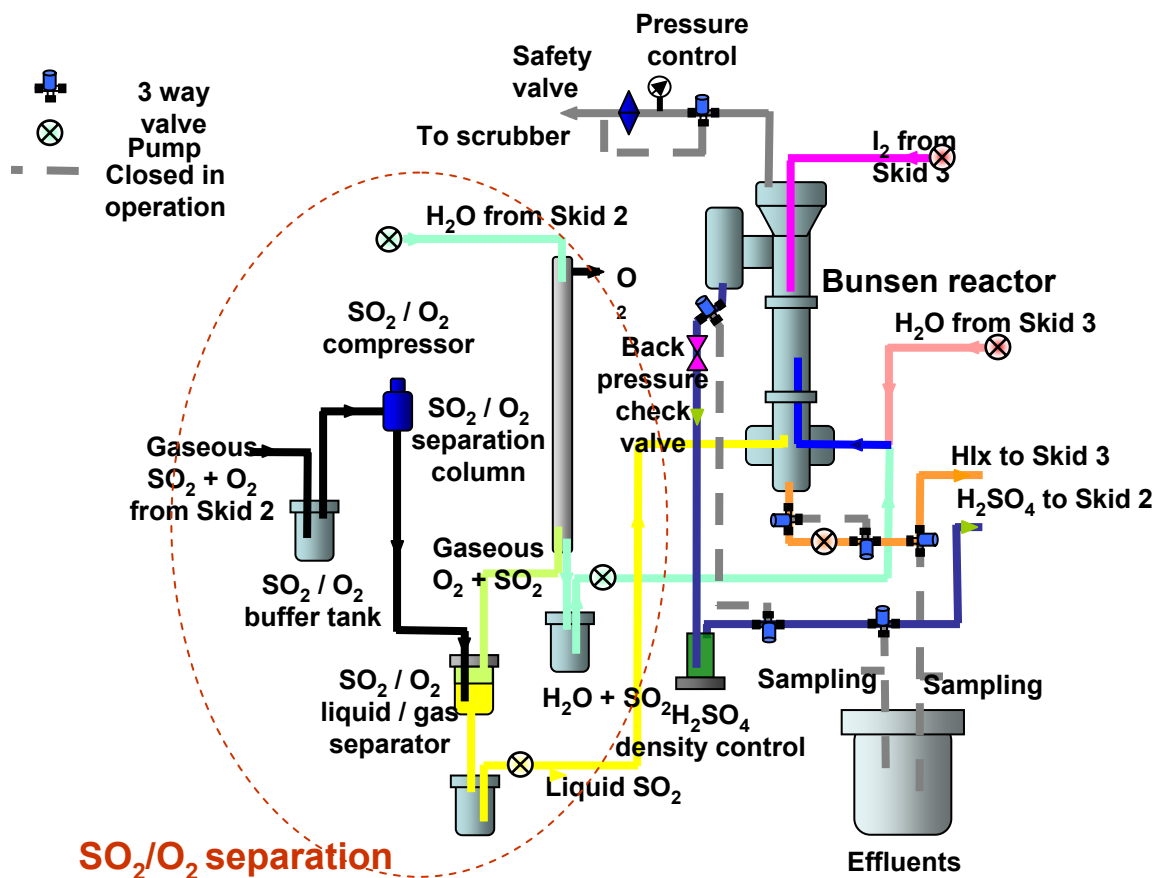 Pressure
control
Safety
valve
3 way
valve
Pump
Closed in
operation
To scrubber
I₂ from
Skid 3
H₂O from Skid 2
O
2
Bunsen reactor
SO₂ / O₂
compressor
H₂O from Skid 3
Back
pressure
check
valve
SO₂ / O₂
separation
column
Gaseous
SO₂ + O₂
from Skid 2
HIx to Skid 3
H₂SO₄ to Skid 2
Gaseous
O₂ + SO₂
SO₂ / O₂
buffer tank
SO₂ / O₂
liquid / gas
separator
H₂O + SO₂
Sampling
Sampling
H₂SO₄
density control
Liquid SO₂
SO₂/O₂ separation
Effluents